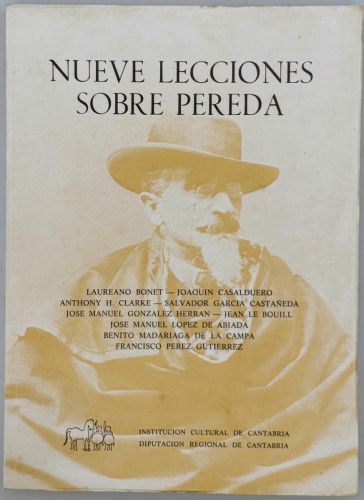 NUEVE LECCIONES
SOBRE PEREDA
LAUREANO BONET — JOAQUIN CASALDUERO
ANTHONY H. CLARKE — SALVADOR GARCIA CASTAÑEDA
JOSE MANUEL GONZALEZ HERRAN — JEAN LE BOUILL
JOSE MANUEL LOPEZ DE ABIADA
BENITO MADARIAGA DE LA CAMPA
FRANCISCO PEREZ GUTIERREZ
INSTITUCION CULTURAL DE CANTABRIA
DIPUTACION REGIONAL DE CANTABRIA